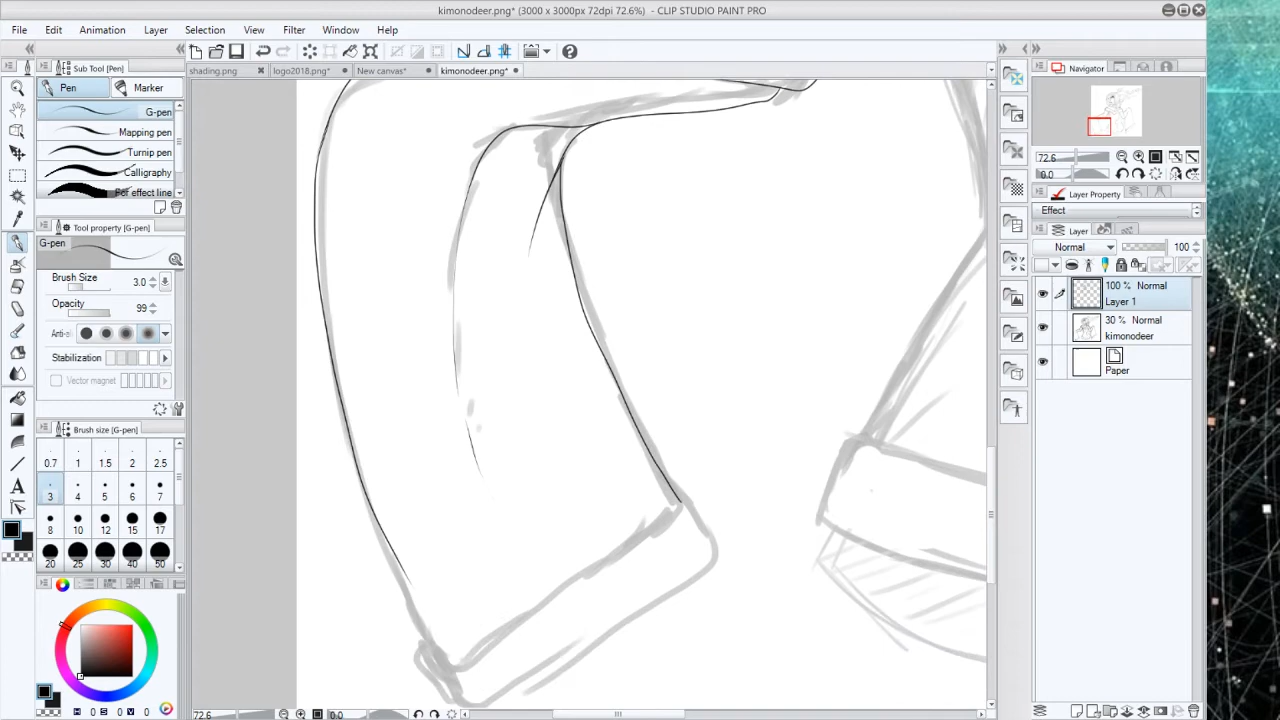 kimonodeer.png* (3000 x 3000px 72dpi 72.6%) - CLIP STUDIO PAINT PRO
File Edit Animation Layer Selection View Filter Window Help
Sub Tool [Pen]
shading.png logo2018.png* New canvas* kimonodeer.png*
Navigator
Pen Marker
G-pen
Mapping pen
Turnip pen
Calligraphy
For effect line
72.6
0.0
Layer Property
Effect
Tool property [G-pen]
G-pen
Layer
Normal 100
Brush Size 3.0
Opacity 99
Anti-al
Stabilization
Vector magnet
100 % Normal
Layer 1
30 % Normal
kimonodeer
Paper
Brush size [G-pen]
0.7 1 1.5 2 2.5
3 4 5 6 7
8 10 12 15 17
20 25 30 40 50
H 0 S 0 V 0
72.6 0.0